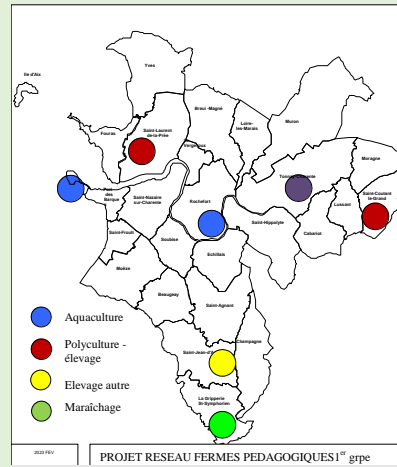 Yves
Ile d'Aix
Breuil -Magné
Loire-
les-Marais
Muron
Saint-Laurent
de-la-Prée
Fouras
Vergeroux
Moragne
Tonnay-Charente
Saint-Coutant
le-Grand
Port
des
Barque
Saint-Nazaire
sur-Charente
Rochefort
Lussant
Saint-Hippolyte
Cabariot
Saint-Froult
Soubise
Echillais
Moëze
Beaugeay
Saint-Agnant
Champagne
Saint-Jean-d'A
La Gripperie
St-Symphorien
Aquaculture
Polyculture -
élevage
Elevage autre
Maraîchage
2023 FEV
PROJET RESEAU FERMES PEDAGOGIQUES1er grpe